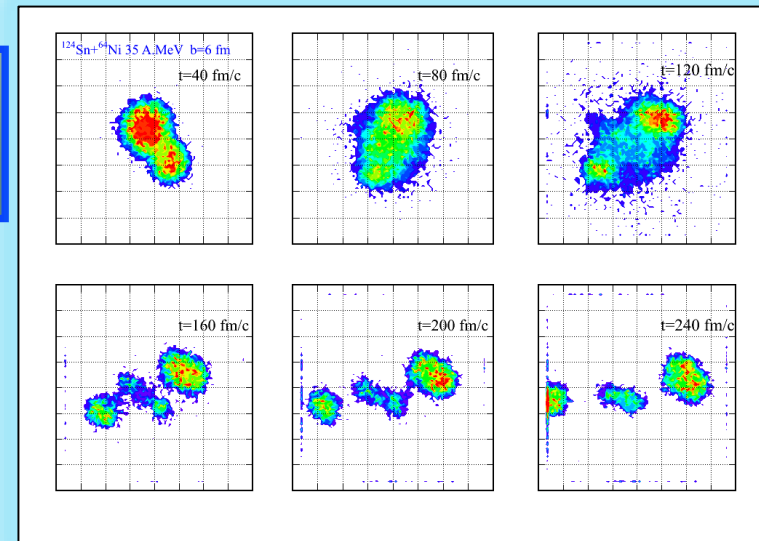 ¹²⁴Sn+⁶⁴Ni 35 A.MeV b=6 fm
t=40 fm/c
t=80 fm/c
t=120 fm/c
t=160 fm/c
t=200 fm/c
t=240 fm/c